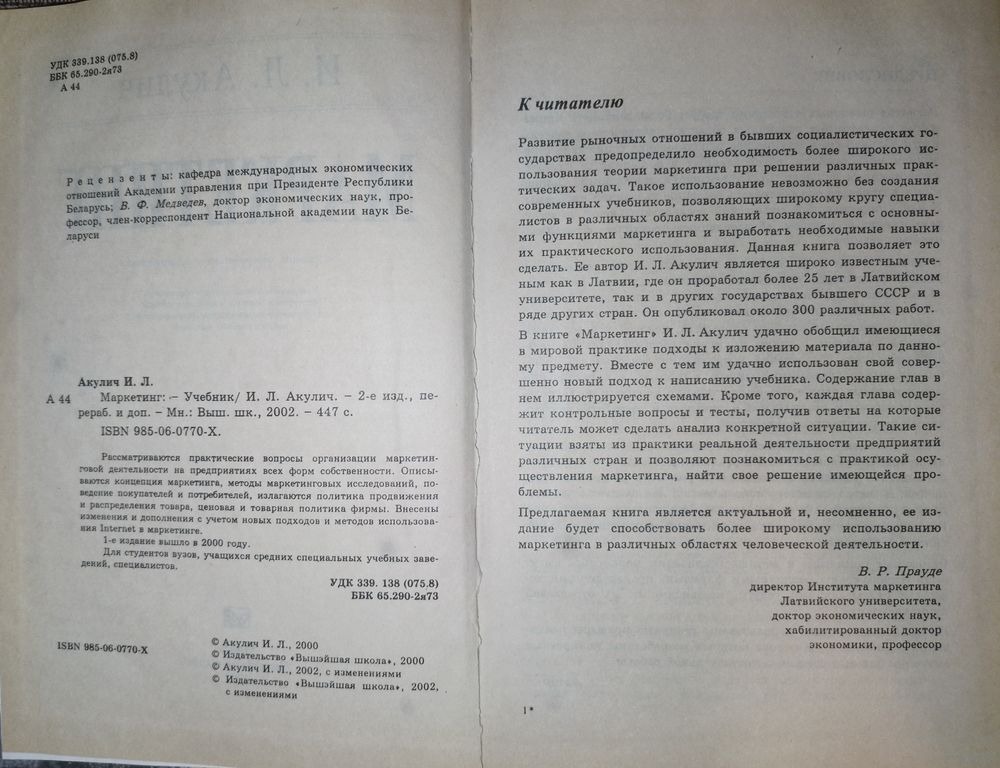 УДК 339.138 (075.8)
ББК 65.290-2я73
А 44
Рецензенты: кафедра международных экономических
отношений Академии управления при Президенте Республики
Беларусь; В. Ф. Медведев, доктор экономических наук, про-
фессор, член-корреспондент Национальной академии наук Бе-
ларуси
Акулич И. Л.
А 44 Маркетинг: – Учебник/ И. Л. Акулич. – 2-е изд., пе-
рераб. и доп. – Мн.: Выш. шк., 2002. – 447 с.
ISBN 985-06-0770-X.
Рассматриваются практические вопросы организации маркетин-
говой деятельности на предприятиях всех форм собственности. Описы-
ваются концепция маркетинга, методы маркетинговых исследований, по-
ведение покупателей и потребителей, излагаются политика продвижения
и распределения товара, ценовая и товарная политика фирмы. Внесены
изменения и дополнения с учетом новых подходов и методов использова-
ния Internet в маркетинге.
1-е издание вышло в 2000 году.
Для студентов вузов, учащихся средних специальных учебных заве-
дений, специалистов.
УДК 339. 138 (075.8)
ББК 65.290-2я73
ISBN 985-06-0770-X
© Акулич И. Л., 2000
© Издательство «Вышэйшая школа», 2000
© Акулич И. Л., 2002, с изменениями
© Издательство «Вышэйшая школа», 2002,
с изменениями
К читателю
Развитие рыночных отношений в бывших социалистических го-
сударствах предопределило необходимость более широкого ис-
пользования теории маркетинга при решении различных прак-
тических задач. Такое использование невозможно без создания
современных учебников, позволяющих широкому кругу специа-
листов в различных областях знаний познакомиться с основны-
ми функциями маркетинга и выработать необходимые навыки
их практического использования. Данная книга позволяет это
сделать. Ее автор И. Л. Акулич является широко известным уче-
ным как в Латвии, где он проработал более 25 лет в Латвийском
университете, так и в других государствах бывшего СССР и в
ряде других стран. Он опубликовал около 300 различных работ.
В книге «Маркетинг» И. Л. Акулич удачно обобщил имеющиеся
в мировой практике подходы к изложению материала по данно-
му предмету. Вместе с тем им удачно использован свой совер-
шенно новый подход к написанию учебника. Содержание глав в
нем иллюстрируется схемами. Кроме того, каждая глава содер-
жит контрольные вопросы и тесты, получив ответы на которые
читатель может сделать анализ конкретной ситуации. Такие си-
туации взяты из практики реальной деятельности предприятий
различных стран и позволяют познакомиться с практикой осу-
ществления маркетинга, найти свое решение имеющейся про-
блемы.
Предлагаемая книга является актуальной и, несомненно, ее из-
дание будет способствовать более широкому использованию
маркетинга в различных областях человеческой деятельности.
В. Р. Прауде
директор Института маркетинга
Латвийского университета,
доктор экономических наук,
хабилитированный доктор
экономики, профессор
1*